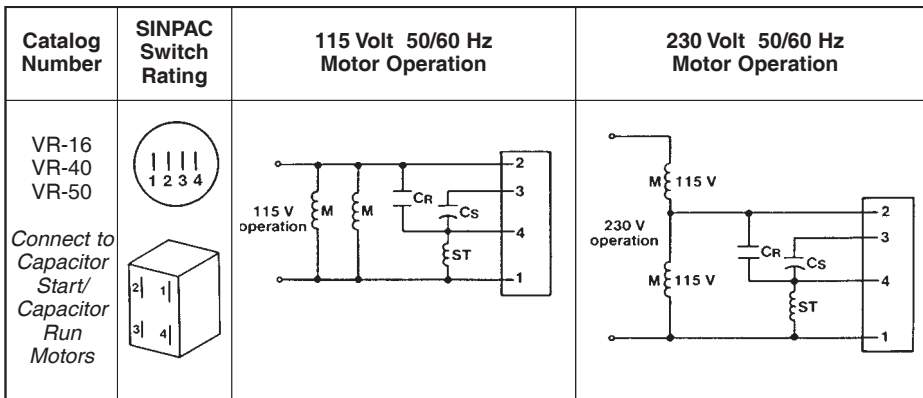 Catalog
Number
SINPAC
Switch
Rating
115 Volt 50/60 Hz
Motor Operation
230 Volt 50/60 Hz
Motor Operation
VR-16
VR-40
VR-50
Connect to
Capacitor
Start/
Capacitor
Run
Motors
1 2 3 4
2 1
3 4
115 V
operation
M
M
CR
CS
ST
2
3
4
1
M 115 V
230 V
operation
M 115 V
CR
CS
ST
2
3
4
1